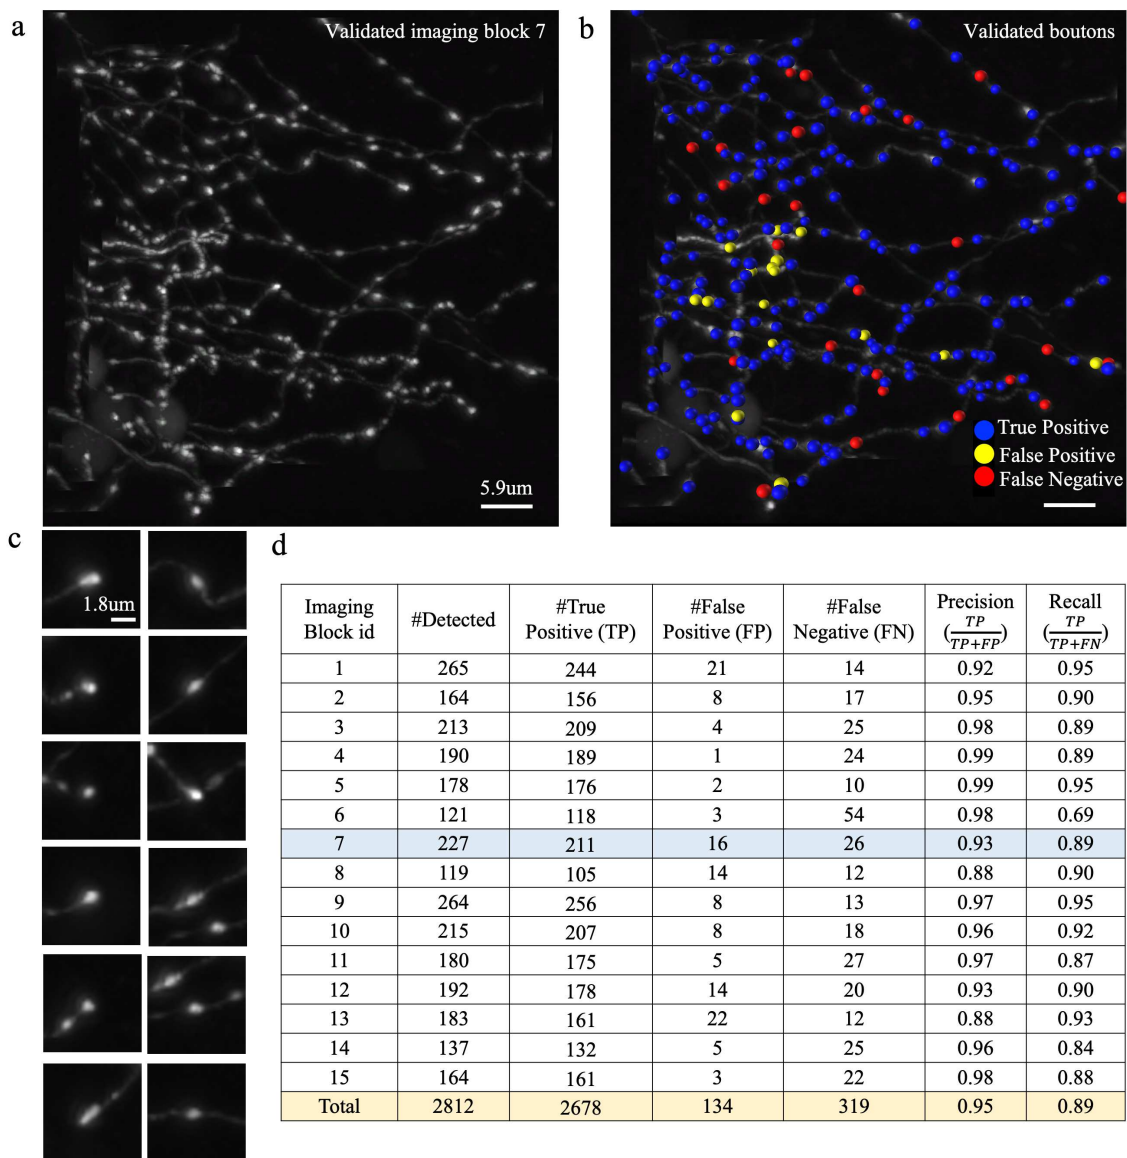 a
Validated imaging block 7
5.9um
b
Validated boutons
True Positive
False Positive
False Negative
c
1.8um
d
Imaging Block id #Detected #True Positive (TP) #False Positive (FP) #False Negative (FN) Precision (TP/TP+FP) Recall (TP/TP+FN)
1 265 244 21 14 0.92 0.95
2 164 156 8 17 0.95 0.90
3 213 209 4 25 0.98 0.89
4 190 189 1 24 0.99 0.89
5 178 176 2 10 0.99 0.95
6 121 118 3 54 0.98 0.69
7 227 211 16 26 0.93 0.89
8 119 105 14 12 0.88 0.90
9 264 256 8 13 0.97 0.95
10 215 207 8 18 0.96 0.92
11 180 175 5 27 0.97 0.87
12 192 178 14 20 0.93 0.90
13 183 161 22 12 0.88 0.93
14 137 132 5 25 0.96 0.84
15 164 161 3 22 0.98 0.88
Total 2812 2678 134 319 0.95 0.89